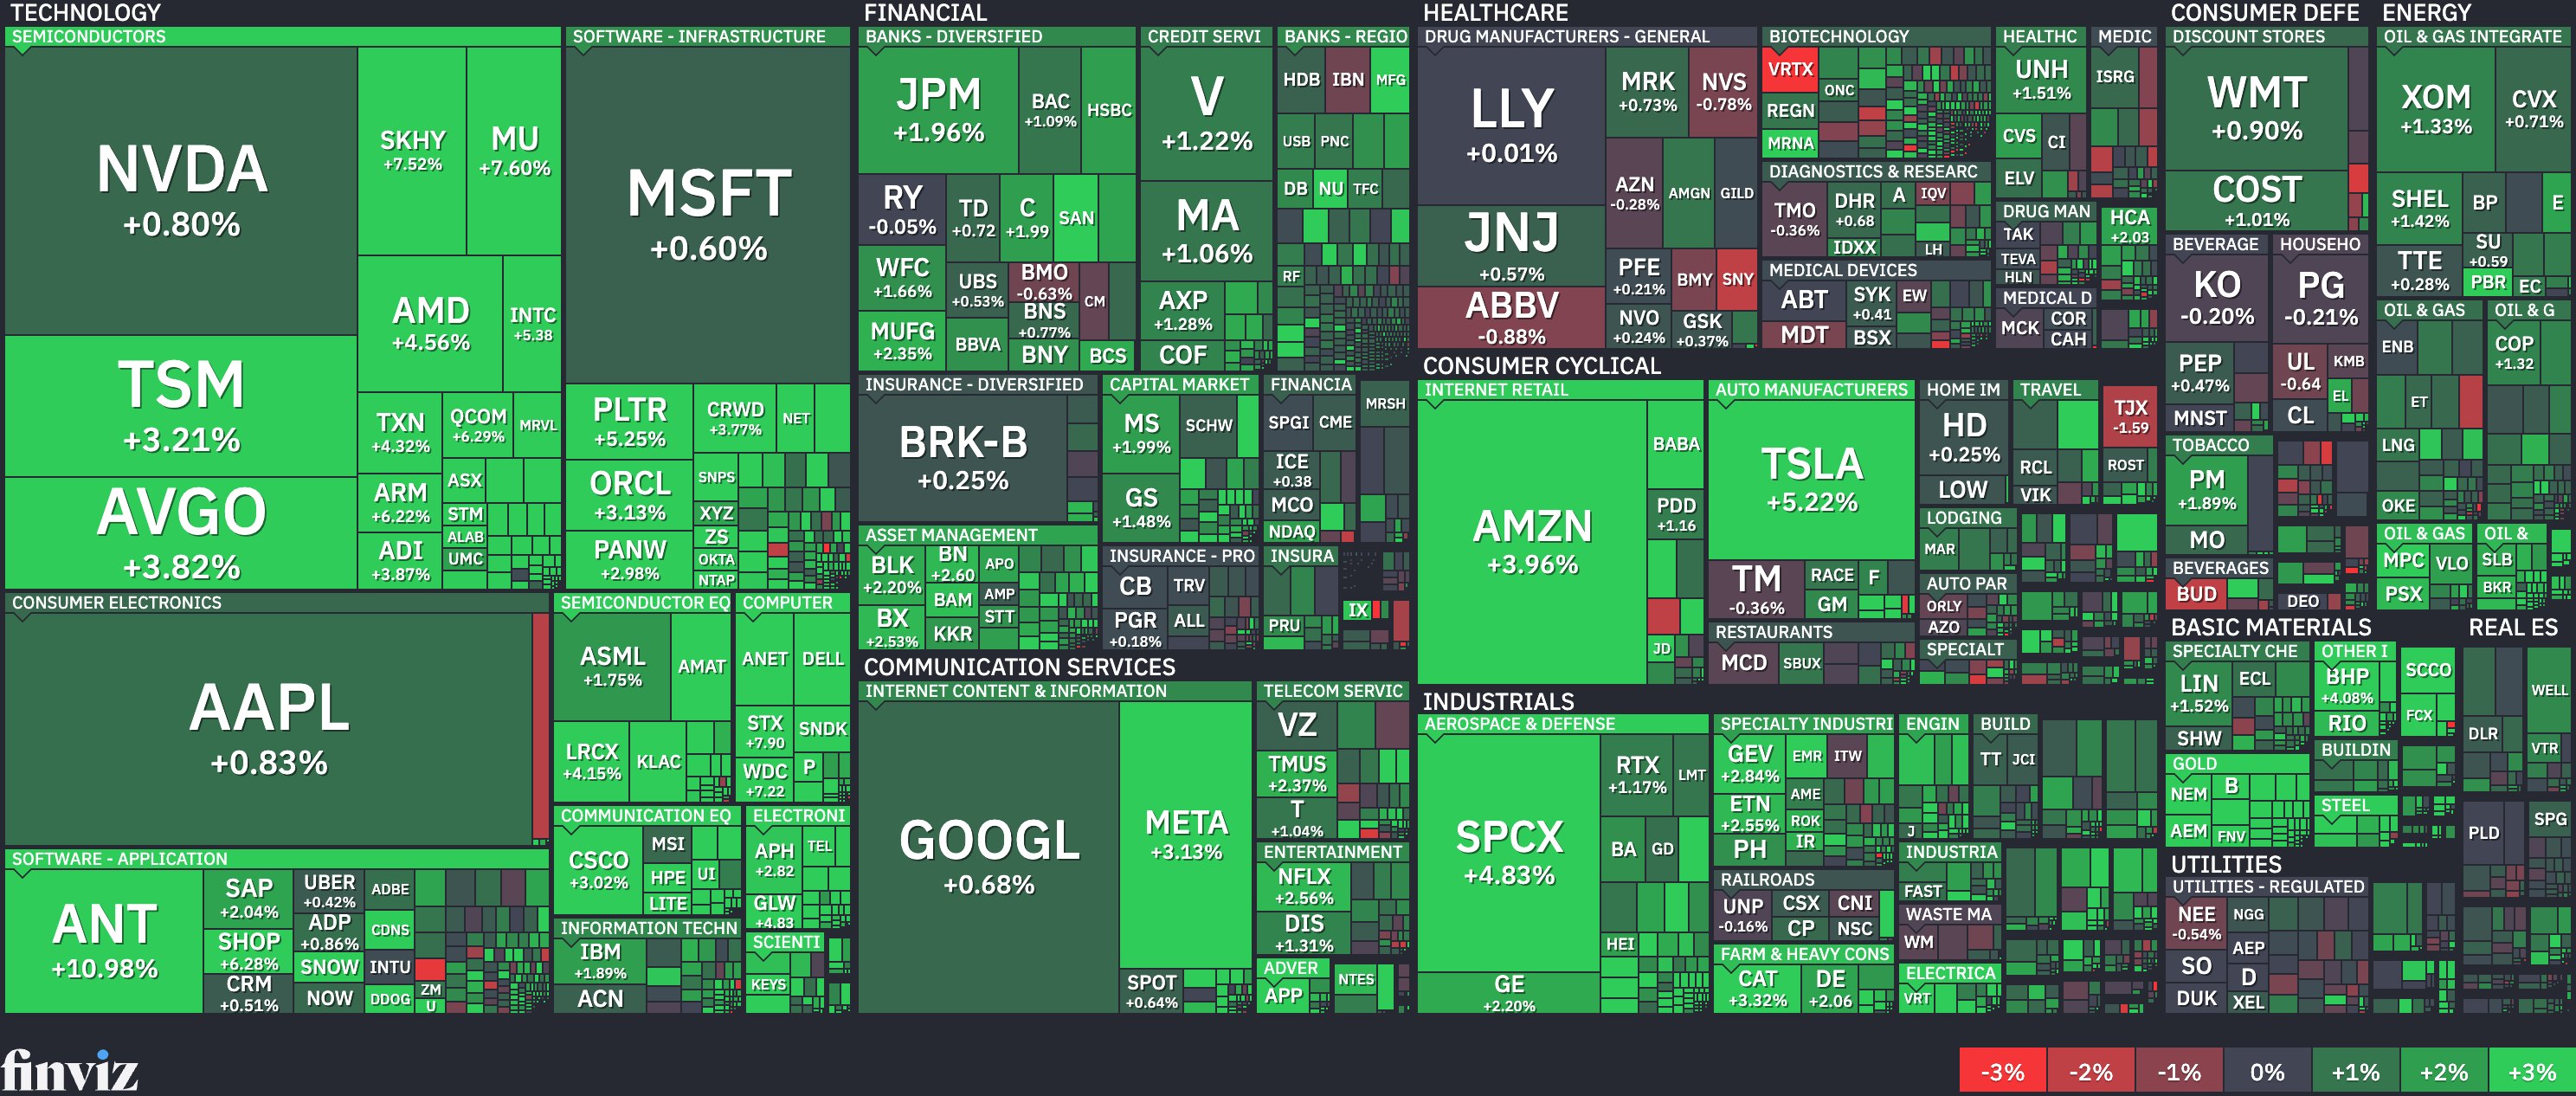 TECHNOLOGY
SEMICONDUCTORS
NVDA
+0.80%
SKHY
+7.52%
MU
+7.60%
AMD
+4.56%
INTC
+5.38
TSM
+3.21%
AVGO
+3.82%
TXN
+4.32%
QCOM
+6.29%
MRVL
ARM
+6.22%
ADI
+3.87%
ASX
STM
ALAB
UMC
SOFTWARE - INFRASTRUCTURE
MSFT
+0.60%
PLTR
+5.25%
CRWD
+3.77%
NET
ORCL
+3.13%
SNPS
XYZ
PANW
+2.98%
ZS
OKTA
NTAP
CONSUMER ELECTRONICS
AAPL
+0.83%
SEMICONDUCTOR EQ
ASML
+1.75%
AMAT
LRCX
+4.15%
KLAC
COMPUTER
ANET
DELL
STX
+7.90
SNDK
WDC
+7.22
P
SOFTWARE - APPLICATION
ANT
+10.98%
SAP
+2.04%
SHOP
+6.28%
CRM
+0.51%
UBER
+0.42%
ADP
+0.86%
SNOW
NOW
ADBE
CDNS
INTU
DDOG
ZM
U
COMMUNICATION EQ
CSCO
+3.02%
MSI
HPE
UI
LITE
ELECTRONI
APH
+2.82
TEL
GLW
+4.83
INFORMATION TECHN
IBM
+1.89%
ACN
SCIENTI
KEYS
FINANCIAL
BANKS - DIVERSIFIED
JPM
+1.96%
BAC
+1.09%
HSBC
RY
-0.05%
TD
+0.72
C
+1.99
SAN
WFC
+1.66%
UBS
+0.53%
BMO
-0.63%
CM
BNS
+0.77%
MUFG
+2.35%
BBVA
BNY
BCS
CREDIT SERVI
V
+1.22%
MA
+1.06%
AXP
+1.28%
COF
BANKS - REGIO
HDB
IBN
MFG
USB
PNC
DB
NU
TFC
RF
INSURANCE - DIVERSIFIED
BRK-B
+0.25%
CAPITAL MARKET
MS
+1.99%
SCHW
GS
+1.48%
FINANCIA
SPGI
CME
ICE
+0.38
MCO
NDAQ
MRSH
ASSET MANAGEMENT
BLK
+2.20%
BN
+2.60
APO
BAM
AMP
BX
+2.53%
KKR
STT
INSURANCE - PRO
CB
TRV
PGR
+0.18%
ALL
INSURA
PRU
IX
COMMUNICATION SERVICES
INTERNET CONTENT & INFORMATION
GOOGL
+0.68%
META
+3.13%
SPOT
+0.64%
TELECOM SERVIC
VZ
TMUS
+2.37%
T
+1.04%
ENTERTAINMENT
NFLX
+2.56%
DIS
+1.31%
ADVER
APP
NTES
HEALTHCARE
DRUG MANUFACTURERS - GENERAL
LLY
+0.01%
JNJ
+0.57%
ABBV
-0.88%
MRK
+0.73%
NVS
-0.78%
AZN
-0.28%
AMGN
GILD
PFE
+0.21%
BMY
SNY
NVO
+0.24%
GSK
+0.37%
BIOTECHNOLOGY
VRTX
ONC
REGN
MRNA
DIAGNOSTICS & RESEARC
TMO
-0.36%
DHR
+0.68
A
IQV
IDXX
LH
MEDICAL DEVICES
ABT
SYK
+0.41
EW
MDT
BSX
HEALTHC
UNH
+1.51%
CVS
CI
ELV
MEDIC
ISRG
DRUG MAN
TAK
TEVA
HLN
HCA
+2.03
MEDICAL D
MCK
COR
CAH
CONSUMER CYCLICAL
INTERNET RETAIL
AMZN
+3.96%
BABA
PDD
+1.16
JD
AUTO MANUFACTURERS
TSLA
+5.22%
TM
-0.36%
RACE
F
GM
RESTAURANTS
MCD
SBUX
HOME IM
HD
+0.25%
LOW
TRAVEL
RCL
VIK
TJX
-1.59
ROST
LODGING
MAR
AUTO PAR
ORLY
AZO
SPECIALT
INDUSTRIALS
AEROSPACE & DEFENSE
SPCX
+4.83%
GE
+2.20%
RTX
+1.17%
LMT
BA
GD
HEI
SPECIALTY INDUSTRI
GEV
+2.84%
EMR
ITW
ETN
+2.55%
AME
ROK
PH
IR
ENGIN
J
BUILD
TT
JCI
RAILROADS
UNP
-0.16%
CSX
CNI
CP
NSC
FARM & HEAVY CONS
CAT
+3.32%
DE
+2.06
INDUSTRIA
FAST
WASTE MA
WM
ELECTRICA
VRT
CONSUMER DEFE
DISCOUNT STORES
WMT
+0.90%
COST
+1.01%
BEVERAGE
KO
-0.20%
PEP
+0.47%
MNST
HOUSEHO
PG
-0.21%
UL
-0.64
KMB
EL
CL
TOBACCO
PM
+1.89%
MO
BEVERAGES
BUD
DEO
ENERGY
OIL & GAS INTEGRATE
XOM
+1.33%
CVX
+0.71%
SHEL
+1.42%
BP
E
TTE
+0.28%
SU
+0.59
PBR
EC
OIL & GAS
ENB
ET
LNG
OKE
OIL & G
COP
+1.32
OIL & GAS
MPC
VLO
PSX
OIL &
SLB
BKR
BASIC MATERIALS
SPECIALTY CHE
LIN
+1.52%
ECL
SHW
OTHER I
BHP
+4.08%
RIO
SCCO
FCX
GOLD
NEM
B
AEM
FNV
BUILDIN
STEEL
REAL ES
WELL
DLR
VTR
PLD
SPG
UTILITIES
UTILITIES - REGULATED
NEE
-0.54%
NGG
AEP
SO
D
DUK
XEL
finviz
-3%
-2%
-1%
0%
+1%
+2%
+3%